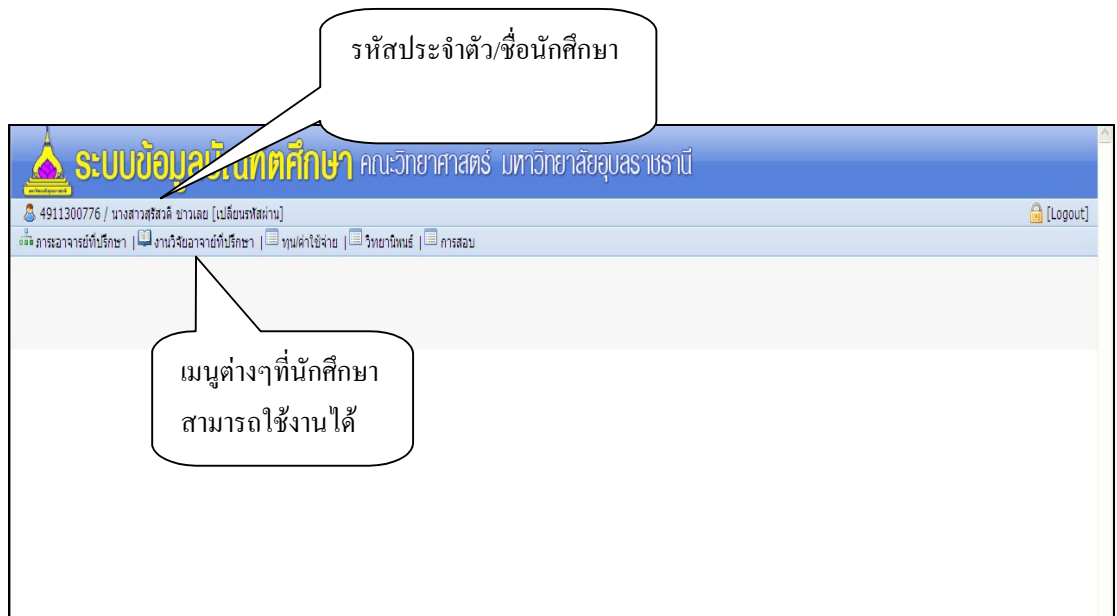 รหัสประจำตัว/ชื่อนักศึกษา
ระบบข้อมูลบัณฑิตศึกษา คณะวิทยาศาสตร์ มหาวิทยาลัยอุบลราชธานี
4911300776 / นางสาวสุรัสวดี ชาวเลย [เปลี่ยนรหัสผ่าน] [Logout]
ภาระอาจารย์ที่ปรึกษา | งานวิจัยอาจารย์ที่ปรึกษา | ทุน/ค่าใช้จ่าย | วิทยานิพนธ์ | การสอบ
เมนูต่างๆที่นักศึกษา
สามารถใช้งานได้